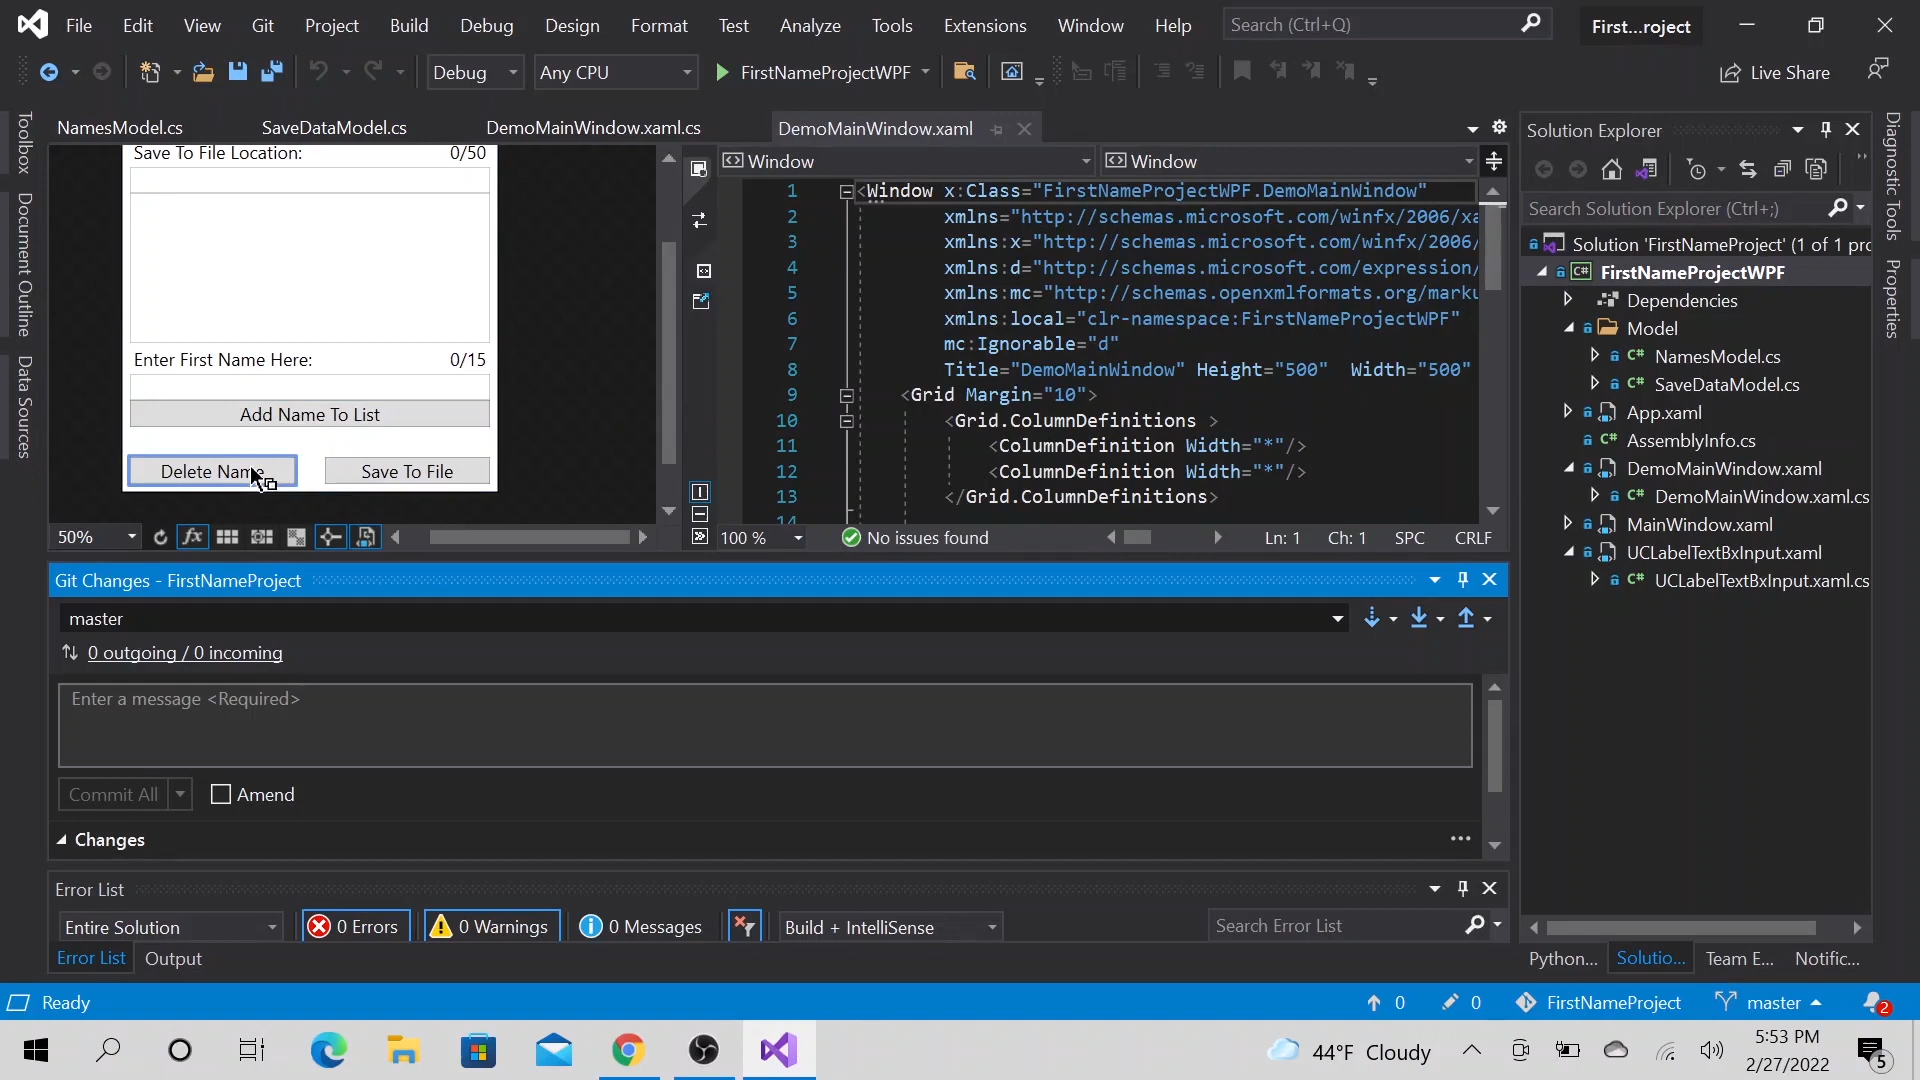 File Edit View Git Project Build Debug Design Format Test Analyze Tools Extensions Window Help Search (Ctrl+Q) First...roject
Debug Any CPU FirstNameProjectWPF Live Share
Toolbox
Document Outline
Data Sources
NamesModel.cs SaveDataModel.cs DemoMainWindow.xaml.cs DemoMainWindow.xaml
Save To File Location: 0/50
Enter First Name Here: 0/15
Add Name To List
Delete Name Save To File
50%
Window Window
1 <Window x:Class="FirstNameProjectWPF.DemoMainWindow"
2 xmlns="http://schemas.microsoft.com/winfx/2006/xa
3 xmlns:x="http://schemas.microsoft.com/winfx/2006/
4 xmlns:d="http://schemas.microsoft.com/expression/
5 xmlns:mc="http://schemas.openxmlformats.org/marku
6 xmlns:local="clr-namespace:FirstNameProjectWPF"
7 mc:Ignorable="d"
8 Title="DemoMainWindow" Height="500" Width="500"
9 <Grid Margin="10">
10 <Grid.ColumnDefinitions >
11 <ColumnDefinition Width="*"/>
12 <ColumnDefinition Width="*"/>
13 </Grid.ColumnDefinitions>
14
100 % No issues found Ln: 1 Ch: 1 SPC CRLF
Git Changes - FirstNameProject
master
0 outgoing / 0 incoming
Enter a message <Required>
Commit All Amend
Changes
Error List
Entire Solution 0 Errors 0 Warnings 0 Messages Build + IntelliSense Search Error List
Error List Output
Solution Explorer
Search Solution Explorer (Ctrl+;)
Solution 'FirstNameProject' (1 of 1 prc
FirstNameProjectWPF
Dependencies
Model
NamesModel.cs
SaveDataModel.cs
App.xaml
AssemblyInfo.cs
DemoMainWindow.xaml
DemoMainWindow.xaml.cs
MainWindow.xaml
UCLabelTextBxInput.xaml
UCLabelTextBxInput.xaml.cs
Python... Solutio... Team E... Notific...
Diagnostic Tools
Properties
Ready 0 0 FirstNameProject master 2
44°F Cloudy 5:53 PM
2/27/2022 5